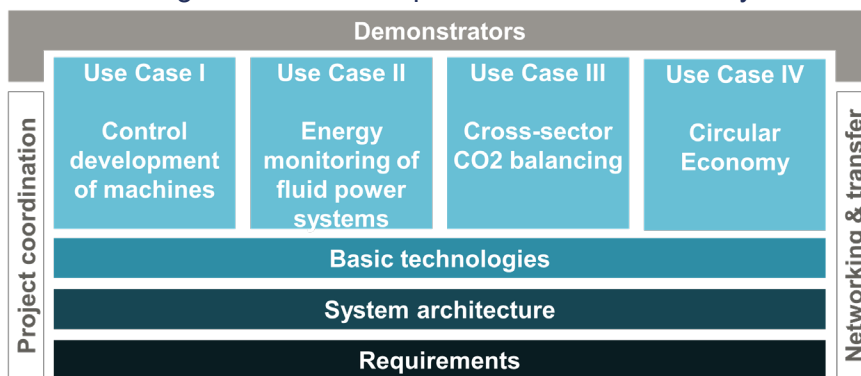 Demonstrators
Use Case I
Control
development
of machines
Use Case II
Energy
monitoring of
fluid power
systems
Use Case III
Cross-sector
CO2 balancing
Use Case IV
Circular
Economy
Project coordination
Networking & transfer
Basic technologies
System architecture
Requirements